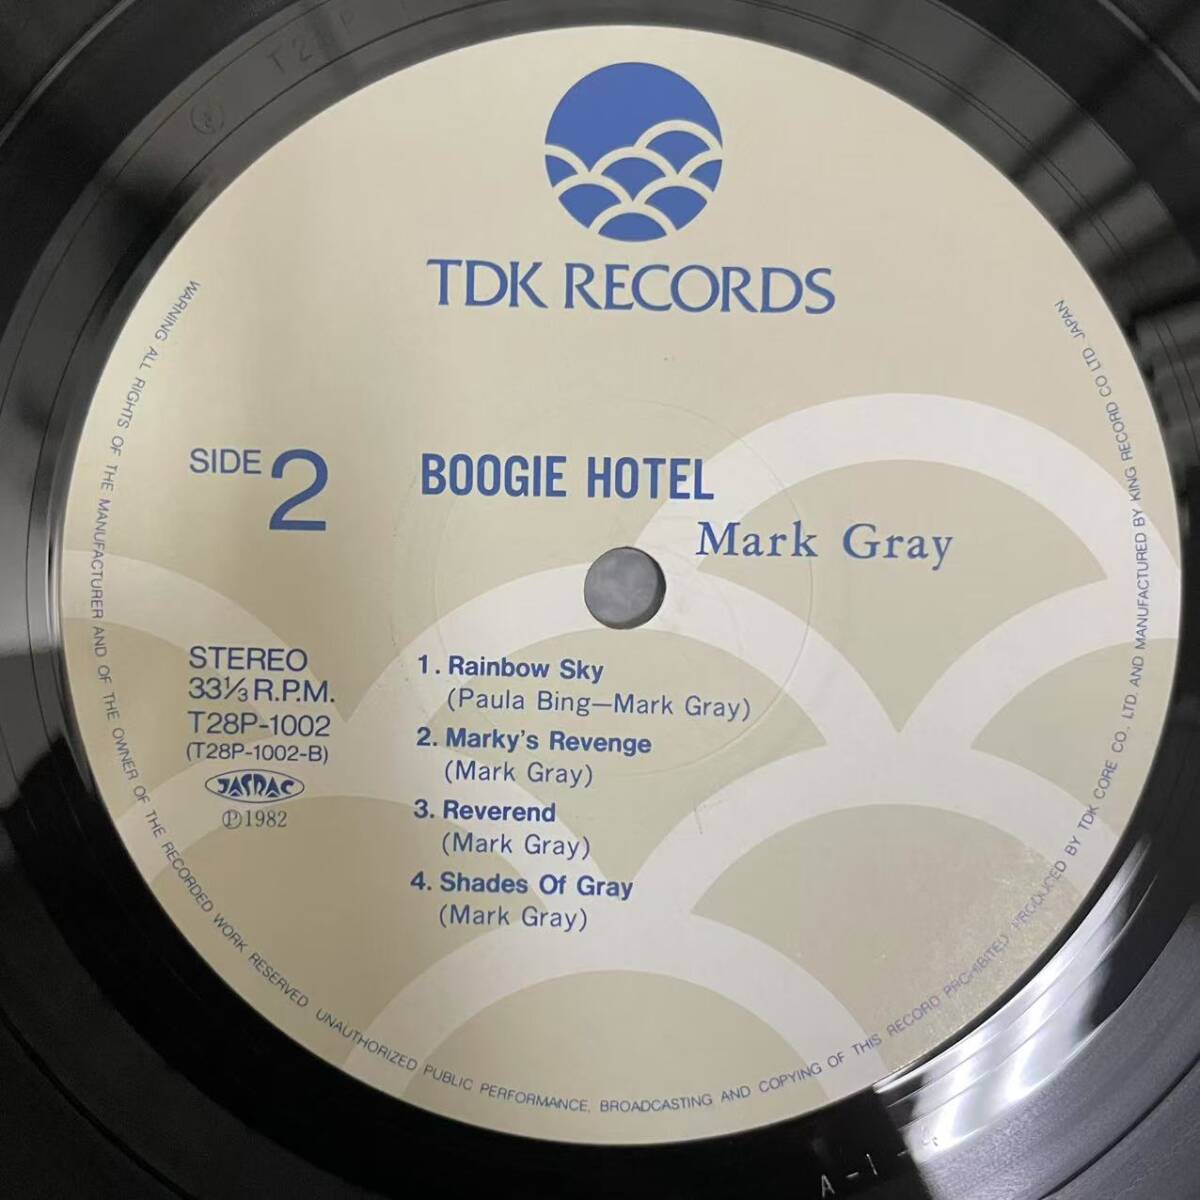 TDK RECORDS
SIDE 2
BOOGIE HOTEL
Mark Gray
STEREO
33⅓ R.P.M.
T28P-1002
(T28P-1002-B)
JASRAC
Ⓟ1982
1. Rainbow Sky
(Paula Bing—Mark Gray)
2. Marky's Revenge
(Mark Gray)
3. Reverend
(Mark Gray)
4. Shades Of Gray
(Mark Gray)
WARNING ALL RIGHTS OF THE MANUFACTURER AND OF THE OWNER OF THE RECORDED WORK RESERVED UNAUTHORIZED PUBLIC PERFORMANCE, BROADCASTING AND COPYING OF THIS RECORD PROHIBITED PRODUCED BY TDK CORE CO., LTD. AND MANUFACTURED BY KING RECORD CO LTD. JAPAN